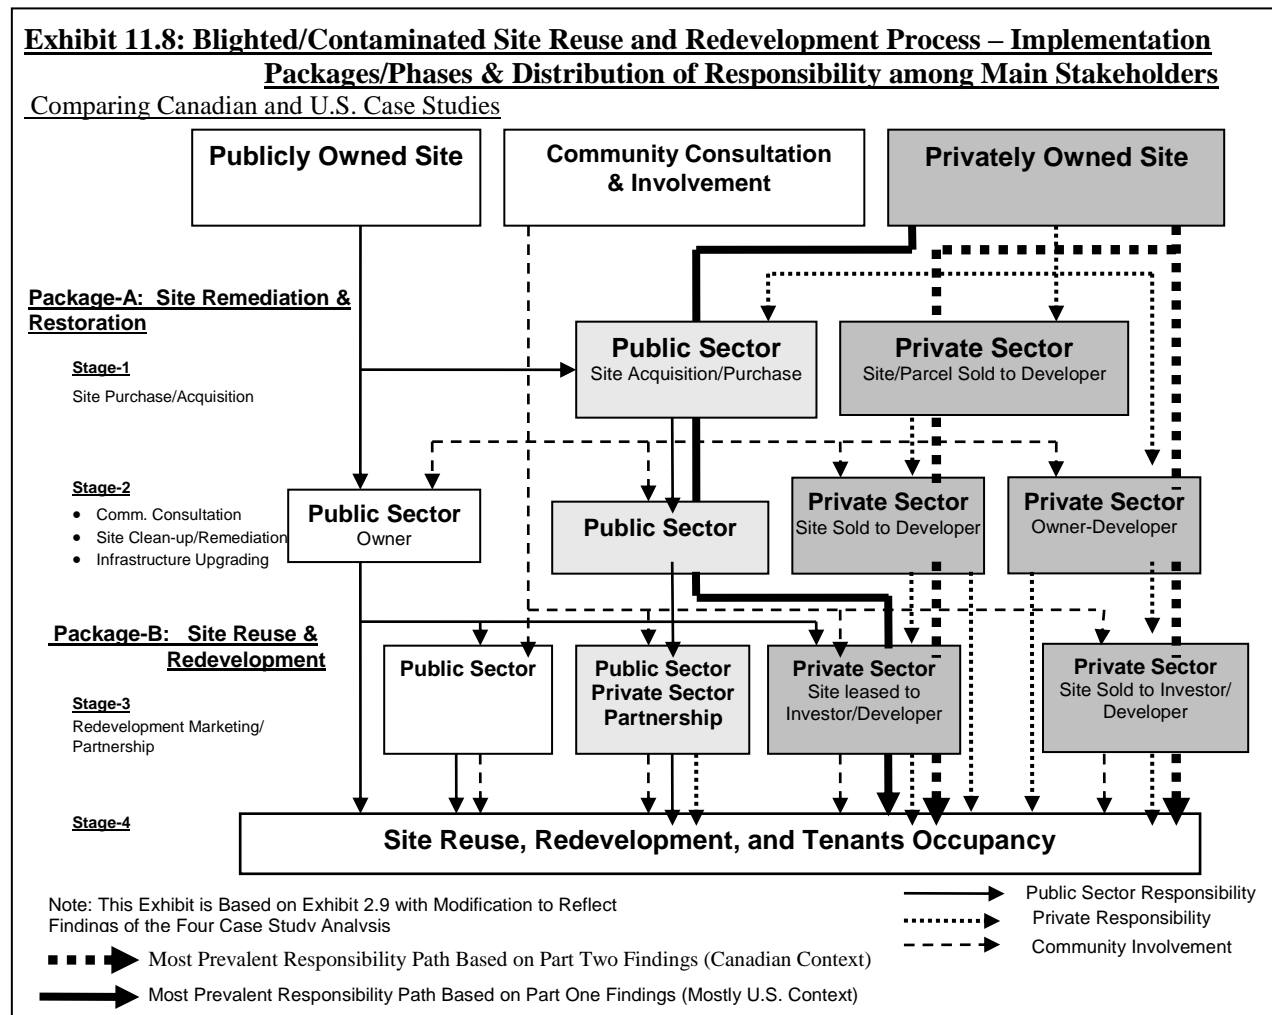 Exhibit 11.8: Blighted/Contaminated Site Reuse and Redevelopment Process – Implementation
Packages/Phases & Distribution of Responsibility among Main Stakeholders
Comparing Canadian and U.S. Case Studies
Publicly Owned Site
Community Consultation
& Involvement
Privately Owned Site
Package-A: Site Remediation &
Restoration
Stage-1
Site Purchase/Acquisition
Public Sector
Site Acquisition/Purchase
Private Sector
Site/Parcel Sold to Developer
Stage-2
• Comm. Consultation
• Site Clean-up/Remediation
• Infrastructure Upgrading
Public Sector
Owner
Public Sector
Private Sector
Site Sold to Developer
Private Sector
Owner-Developer
Package-B: Site Reuse &
Redevelopment
Stage-3
Redevelopment Marketing/
Partnership
Public Sector
Public Sector
Private Sector
Partnership
Private Sector
Site leased to
Investor/Developer
Private Sector
Site Sold to Investor/
Developer
Stage-4
Site Reuse, Redevelopment, and Tenants Occupancy
Note: This Exhibit is Based on Exhibit 2.9 with Modification to Reflect
Findings of the Four Case Study Analysis
Public Sector Responsibility
Private Responsibility
Community Involvement
Most Prevalent Responsibility Path Based on Part Two Findings (Canadian Context)
Most Prevalent Responsibility Path Based on Part One Findings (Mostly U.S. Context)